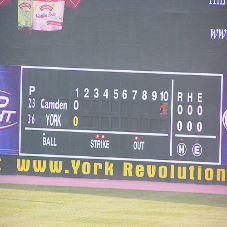 WW
P 1 2 3 4 5 6 7 8 9 10 R H E
23 Camden 0 0 0 0
36 YORK 0 0 0 0
BALL STRIKE OUT H E
www.York Revolution